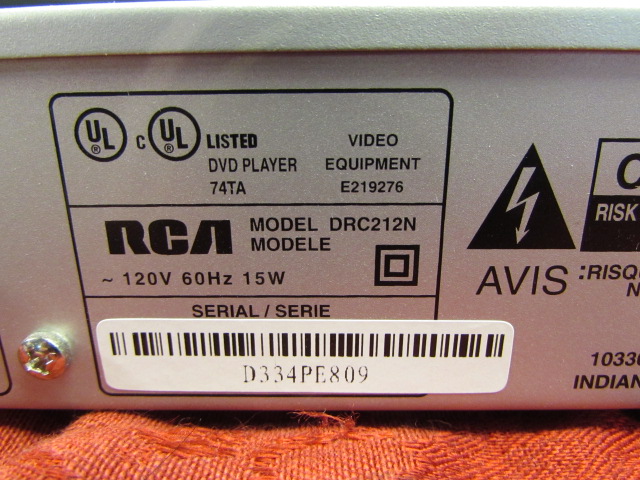 UL ® C UL ® LISTED
DVD PLAYER
74TA
VIDEO
EQUIPMENT
E219276
RCA
MODEL DRC212N
MODELE
~ 120V 60Hz 15W
SERIAL / SERIE
D334PE809
RISK
AVIS :
INDIAN